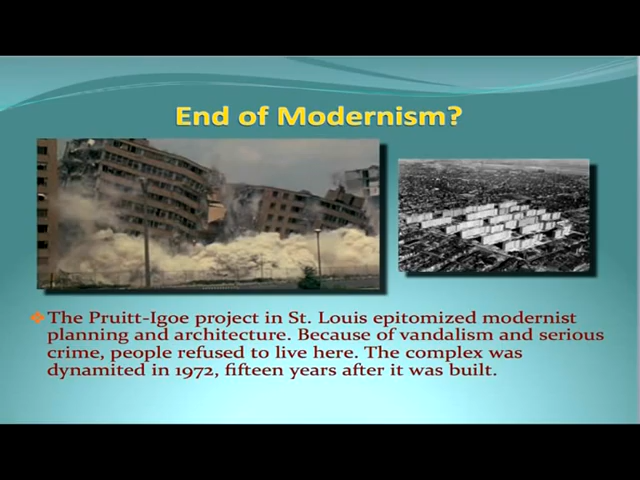 End of Modernism?
The Pruitt-Igoe project in St. Louis epitomized modernist
planning and architecture. Because of vandalism and serious
crime, people refused to live here. The complex was
dynamited in 1972, fifteen years after it was built.